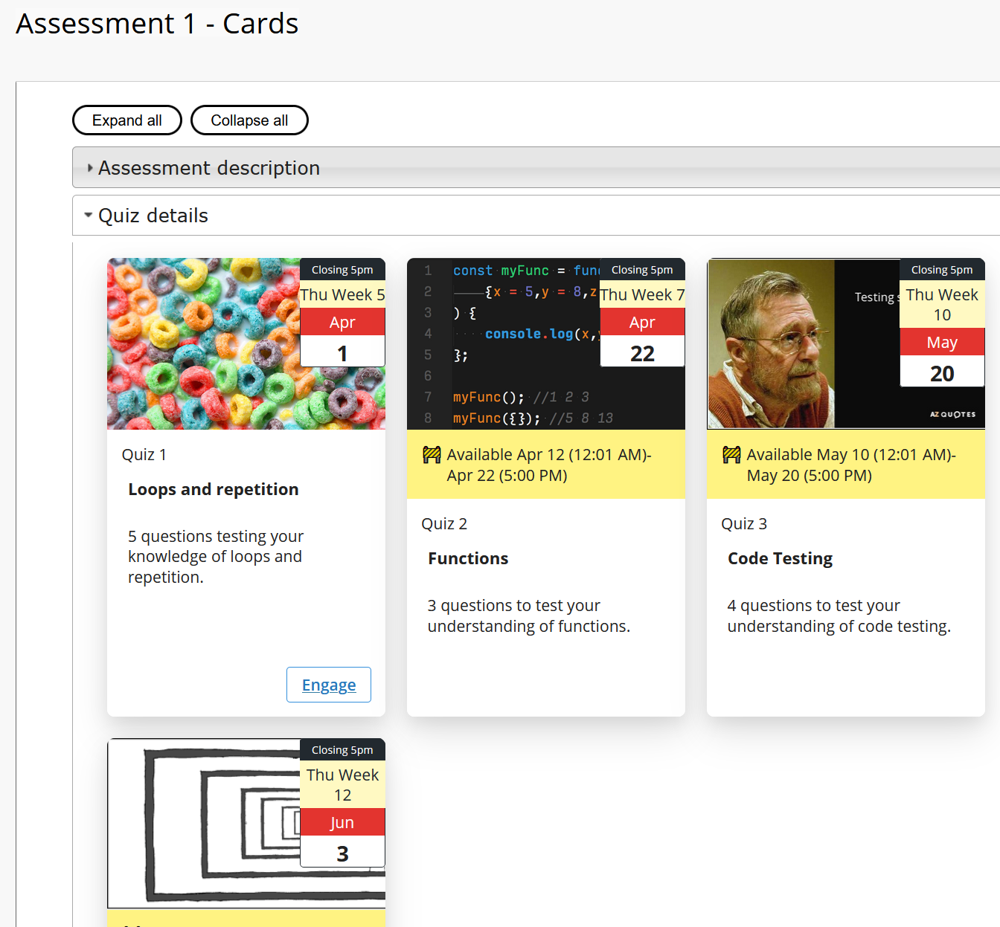 Assessment 1 - Cards
Expand all
Collapse all
Assessment description
Quiz details
Closing 5pm
Thu Week 5
Apr
1
Quiz 1
Loops and repetition
5 questions testing your
knowledge of loops and
repetition.
Engage
1 const myFunc = func
2 {x = 5,y = 8,z
3 ) {
4 console.log(x,y
5 };
6
7 myFunc(); //1 2 3
8 myFunc({}); //5 8 13
Closing 5pm
Thu Week 7
Apr
22
Available Apr 12 (12:01 AM)-
Apr 22 (5:00 PM)
Quiz 2
Functions
3 questions to test your
understanding of functions.
Testing
AZ QUOTES
Closing 5pm
Thu Week
10
May
20
Available May 10 (12:01 AM)-
May 20 (5:00 PM)
Quiz 3
Code Testing
4 questions to test your
understanding of code testing.
Closing 5pm
Thu Week
12
Jun
3